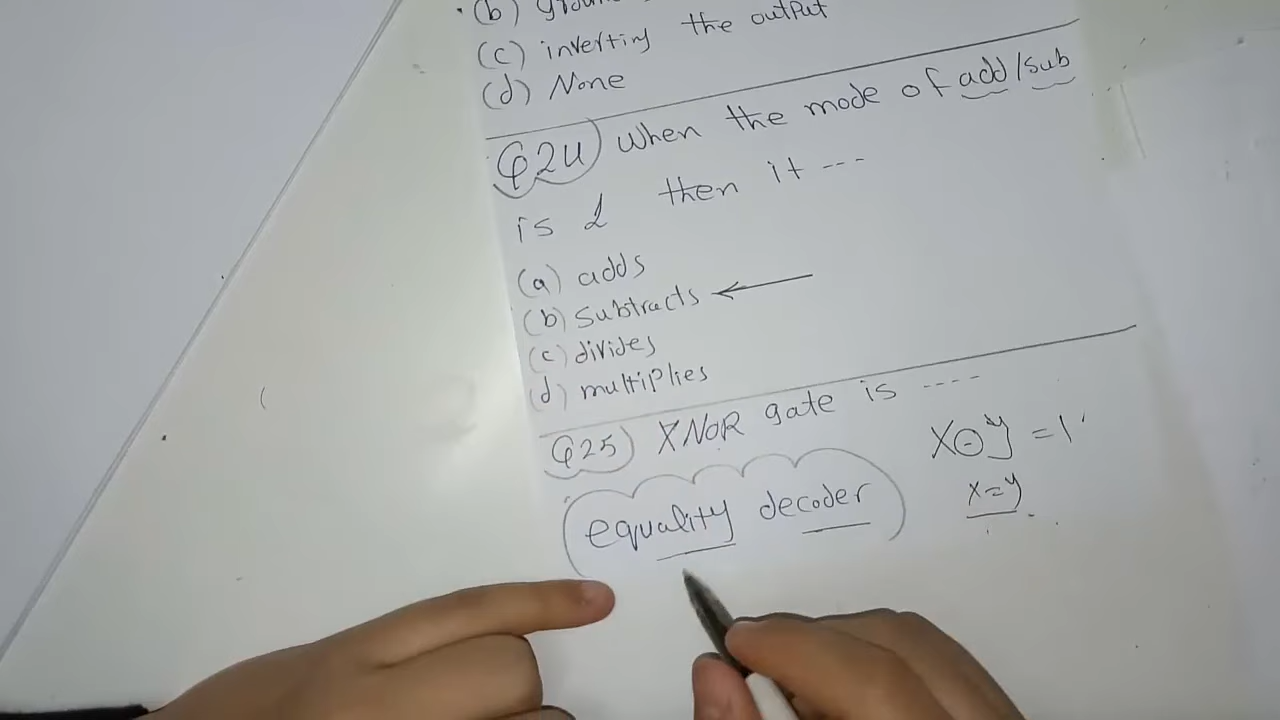 (b) 
(c) inverting the output
(d) None
Q24) When the mode of add/sub
is 1 then it ---
(a) adds
(b) subtracts ←
(c) divides
(d) multiplies
Q25) XNOR gate is ----
X⊙y = 1
equality decoder
x=y